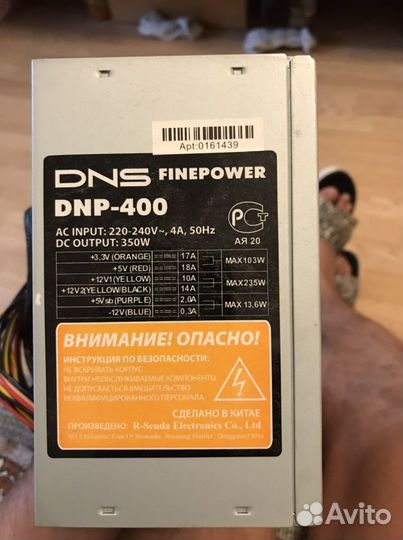 Apt:0161439
DNS FINEPOWER
DNP-400
AC INPUT: 220-240V~, 4A, 50Hz
DC OUTPUT: 350W
РСт
АЯ 20
+3,3V (ORANGE) 17A
+5V (RED) 18A
MAX103W
+12V1(YELLOW) 10A
+12V2(YELLOW/BLACK) 14A
MAX235W
+5Vsb(PURPLE) 2.0A
-12V(BLUE) 0,3A
MAX 13,6W
ВНИМАНИЕ! ОПАСНО!
ИНСТРУКЦИЯ ПО БЕЗОПАСНОСТИ:
НЕ ВСКРЫВАТЬ КОРПУС
ВНУТРИ НЕОБСЛУЖИВАЕМЫЕ КОМПОНЕНТЫ
НЕ ДОПУСКАЕТСЯ ВМЕШАТЕЛЬСТВО
НЕКВАЛИФИЦИРОВАННОГО ПЕРСОНАЛА
СДЕЛАНО В КИТАЕ
ПРОИЗВЕДЕНО: R-Senda Electronics Co., Ltd
Avito